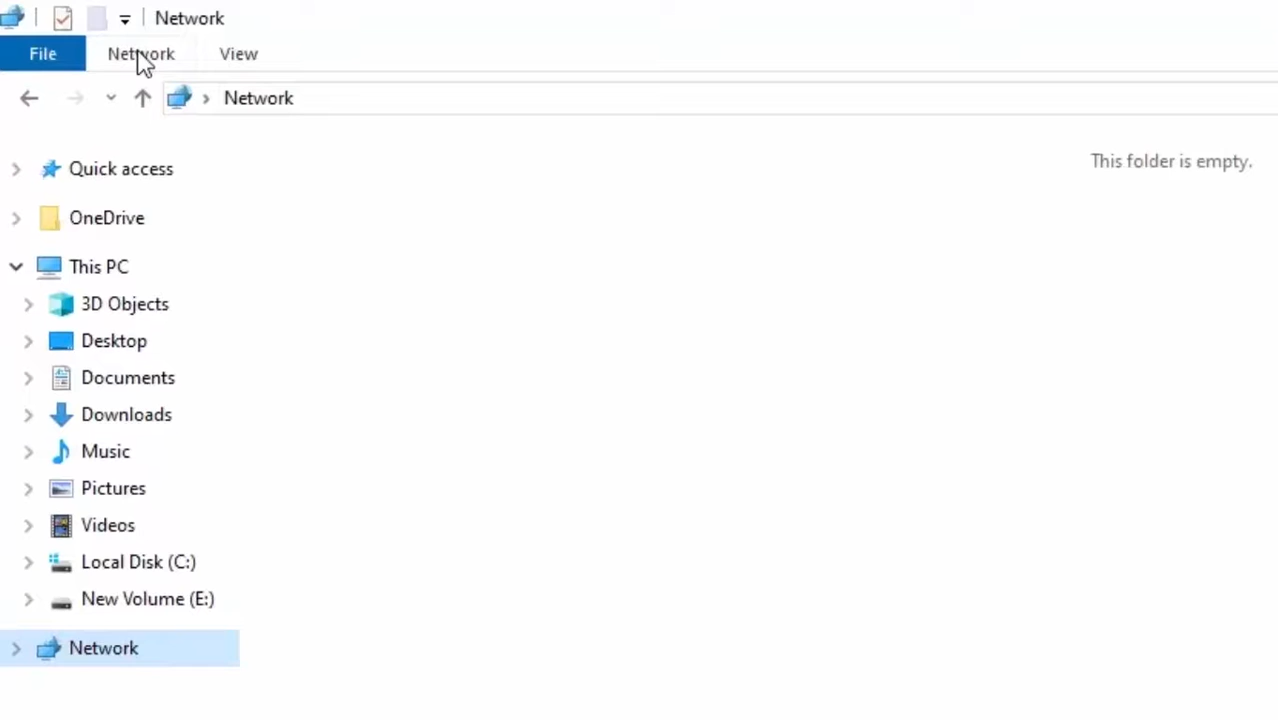 Network
File Network View
Network
Quick access
This folder is empty.
OneDrive
This PC
3D Objects
Desktop
Documents
Downloads
Music
Pictures
Videos
Local Disk (C:)
New Volume (E:)
Network